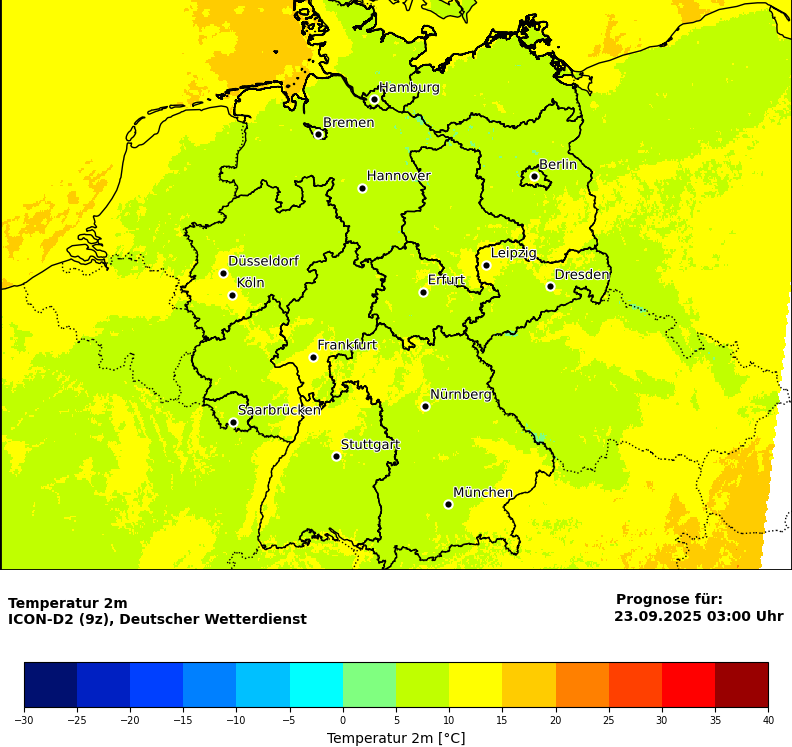 Hamburg
Bremen
Berlin
Hannover
Leipzig
Düsseldorf
Dresden
Köln
Erfurt
Frankfurt
Nürnberg
Saarbrücken
Stuttgart
München
Temperatur 2m
ICON-D2 (9z), Deutscher Wetterdienst
Prognose für:
23.09.2025 03:00 Uhr
−30 −25 −20 −15 −10 −5 0 5 10 15 20 25 30 35 40
Temperatur 2m [°C]